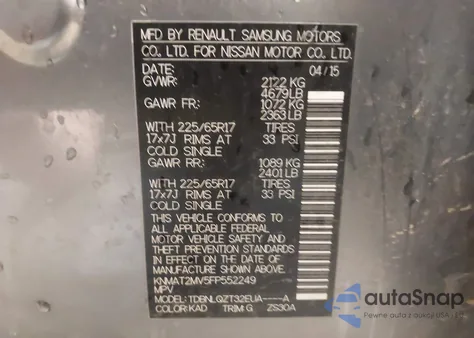 MFD BY RENAULT SAMSUNG MOTORS
CO. LTD. FOR NISSAN MOTOR CO., LTD.
DATE: 04/15
GVWR: 2122 KG
4679LB
GAWR FR: 1072 KG
2363LB
WITH 225/65R17 TIRES
17x7J RIMS AT 33 PSI
COLD SINGLE
GAWR RR: 1089 KG
2401LB
WITH 225/65R17 TIRES
17x7J RIMS AT 33 PSI
COLD SINGLE
THIS VEHICLE CONFORMS TO
ALL APPLICABLE FEDERAL
MOTOR VEHICLE SAFETY AND
THEFT PREVENTION STANDARDS
IN EFFECT ON THE DATE OF
MANUFACTURE SHOWN ABOVE.
KNMAT2MV5FP552249
MPV
MODEL: TDBNLQZT32EUA-----A
COLOR:KAD TRIM:G ZS30A
autoSnap
Pewne auta z USA